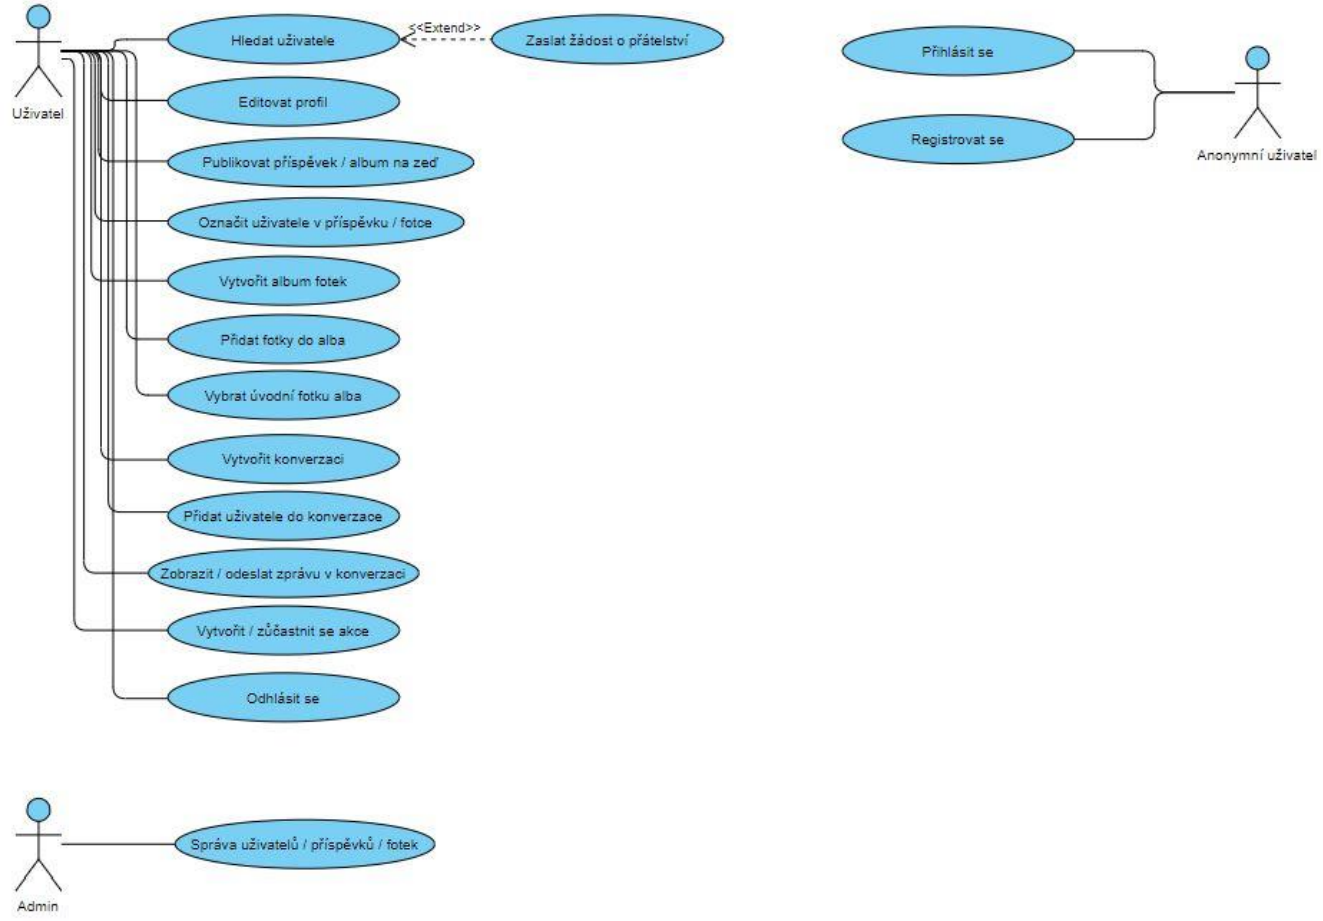 Hledat uživatele
<<Extend>>
Zaslat žádost o přátelství
Uživatel
Editovat profil
Publikovat příspěvek / album na zeď
Označit uživatele v příspěvku / fotce
Vytvořit album fotek
Přidat fotky do alba
Vybrat úvodní fotku alba
Vytvořit konverzaci
Přidat uživatele do konverzace
Zobrazit / odeslat zprávu v konverzaci
Vytvořit / zůčastnit se akce
Odhlásit se
Přihlásit se
Registrovat se
Anonymní uživatel
Správa uživatelů / příspěvků / fotek
Admin